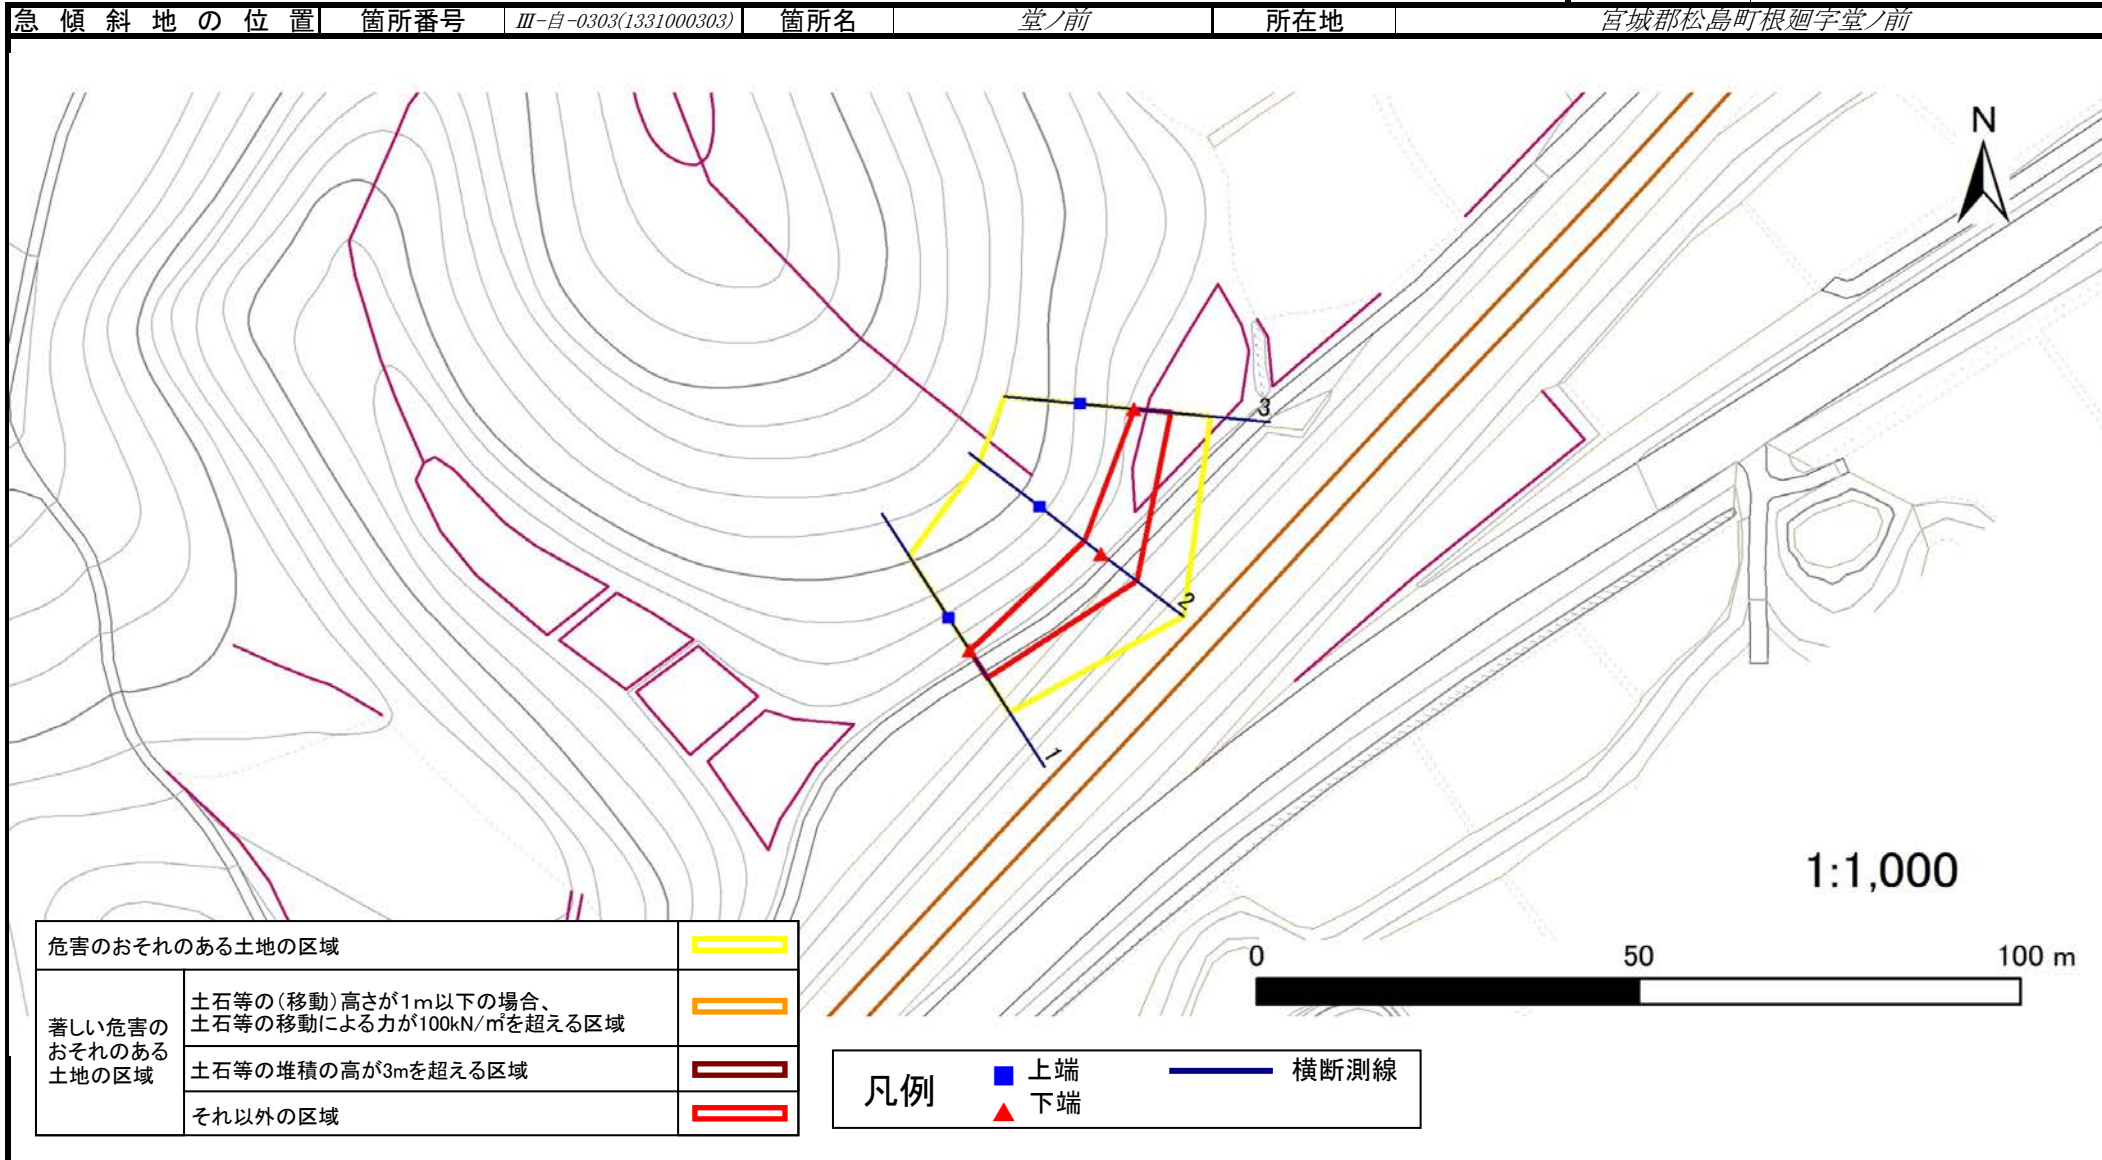 急傾斜地の位置 箇所番号 Ⅲ-自-0303(1331000303) 箇所名 堂ノ前 所在地 宮城郡松島町根廻字堂ノ前
N
3
2
1
1:1,000
0 50 100 m
危害のおそれのある土地の区域
著しい危害の
おそれのある
土地の区域
土石等の(移動)高さが1m以下の場合、
土石等の移動による力が100kN/㎡を超える区域
土石等の堆積の高が3mを超える区域
それ以外の区域
凡例
上端
下端
横断測線